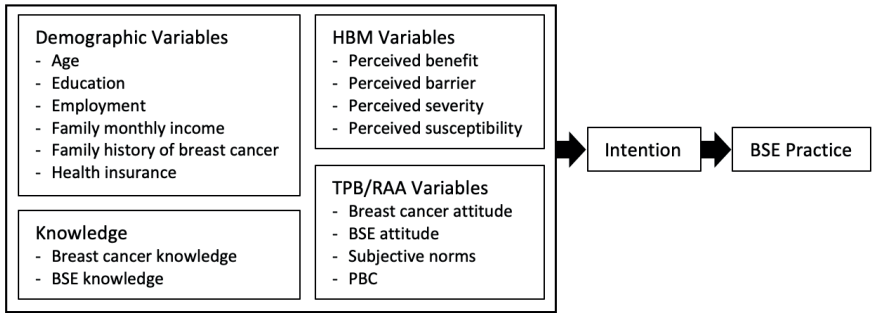 Demographic Variables
- Age
- Education
- Employment
- Family monthly income
- Family history of breast cancer
- Health insurance
Knowledge
- Breast cancer knowledge
- BSE knowledge
HBM Variables
- Perceived benefit
- Perceived barrier
- Perceived severity
- Perceived susceptibility
TPB/RAA Variables
- Breast cancer attitude
- BSE attitude
- Subjective norms
- PBC
Intention
BSE Practice